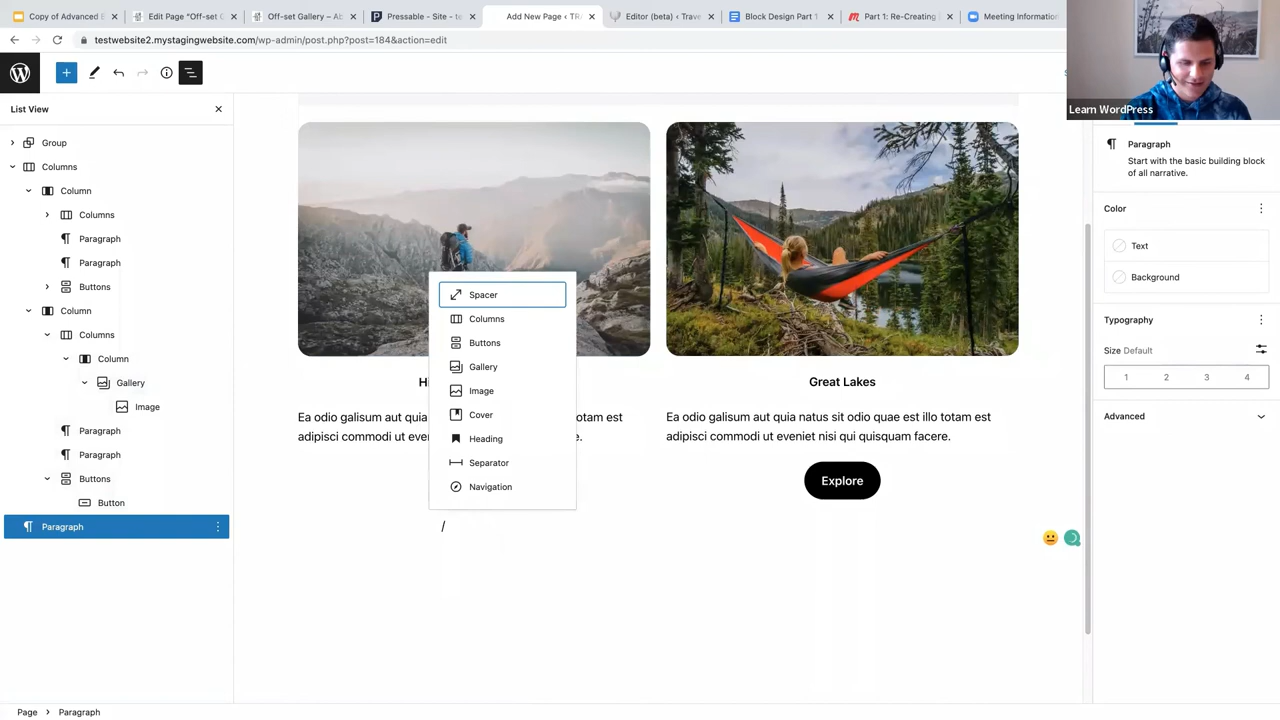 Copy of Advanced E
Edit Page "Off-set G
Off-set Gallery – Ab
Pressable - Site - te
Add New Page ‹ TRA
Editor (beta) ‹ Trave
Block Design Part 1
Part 1: Re-Creating
Meeting Information
testwebsite2.mystagingwebsite.com/wp-admin/post.php?post=184&action=edit
Learn WordPress
List View
Group
Columns
Column
Columns
Paragraph
Paragraph
Buttons
Column
Columns
Column
Gallery
Image
Paragraph
Paragraph
Buttons
Button
Paragraph
Spacer
Columns
Buttons
Gallery
Image
Cover
Heading
Separator
Navigation
/
H
Ea odio galisum aut q
otam est
adipisci commodi ut e
e.
Great Lakes
Ea odio galisum aut quia natus sit odio quae est illo totam est
adipisci commodi ut eveniet nisi qui quisquam facere.
Explore
Paragraph
Start with the basic building block
of all narrative.
Color
Text
Background
Typography
Size Default
1 2 3 4
Advanced
Page > Paragraph